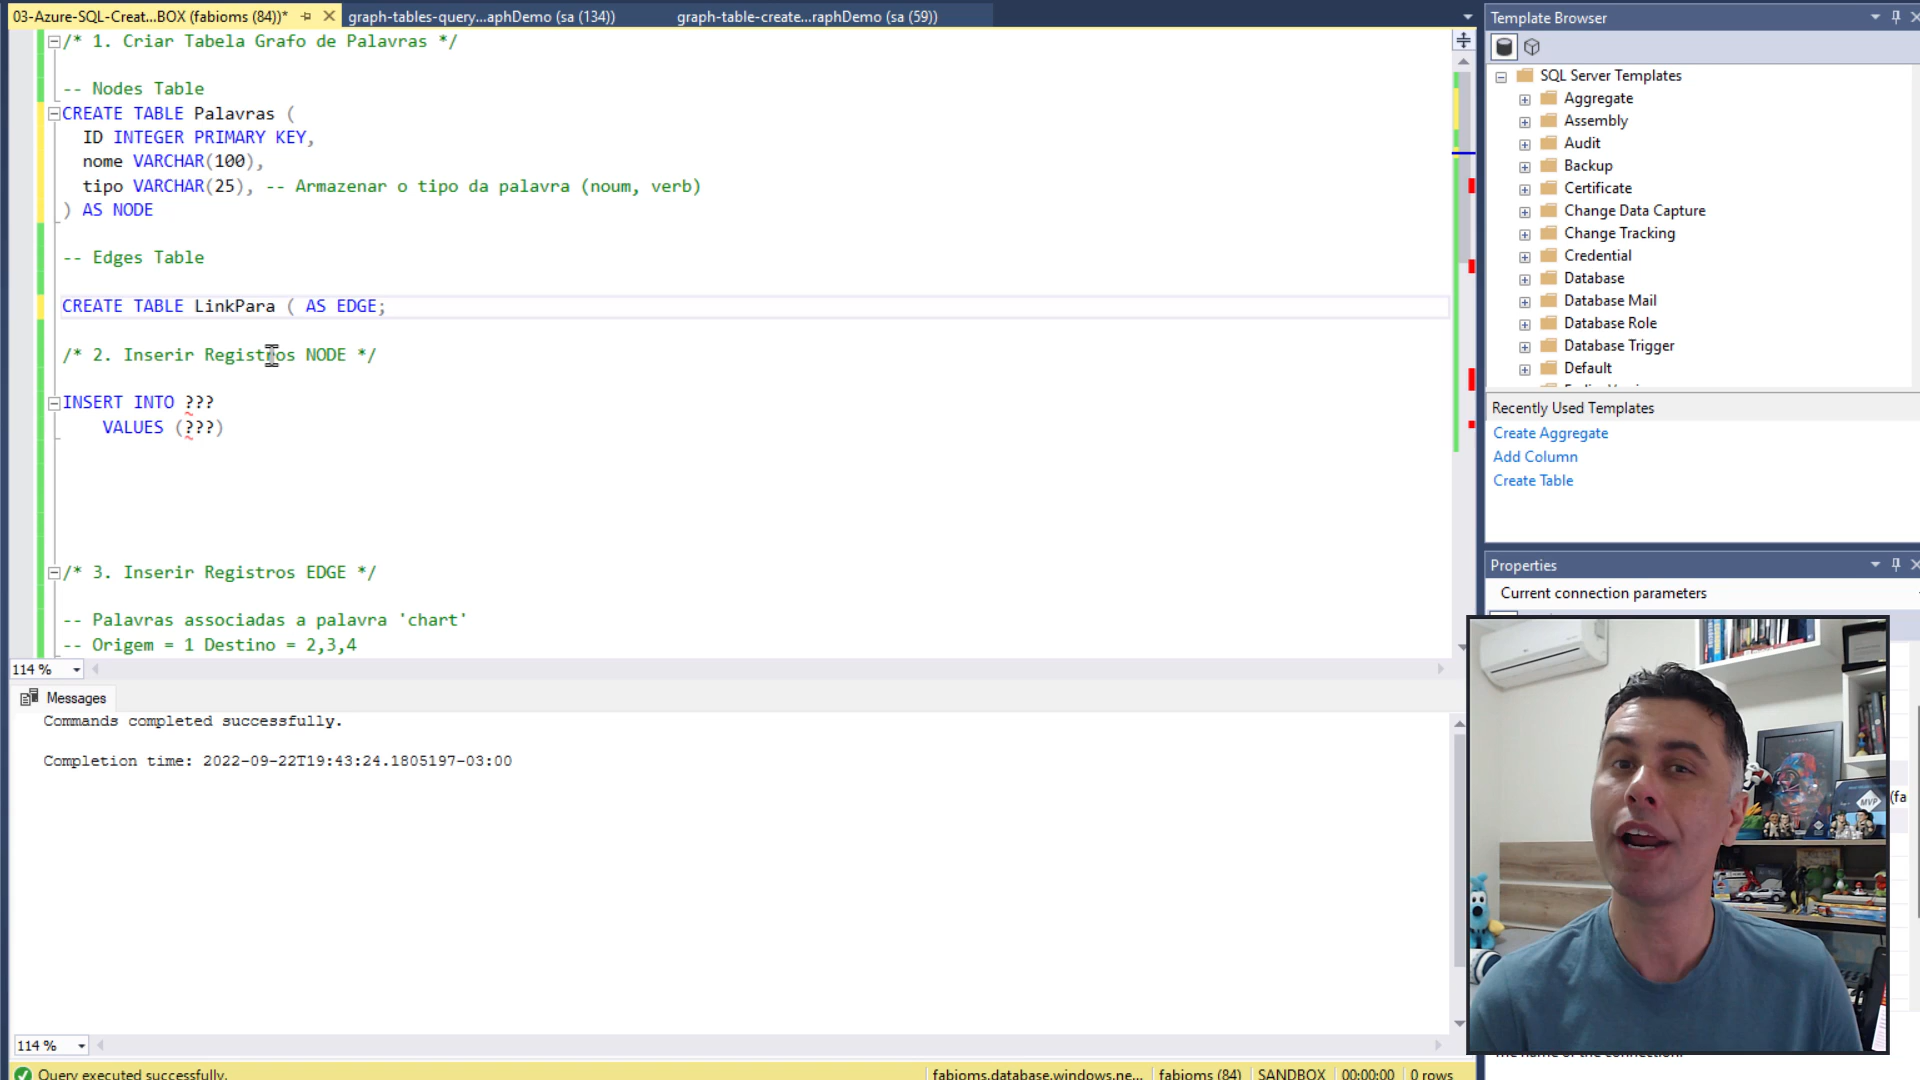 03-Azure-SQL-Creat...BOX (fabioms (84))*
graph-tables-query...aphDemo (sa (134))
graph-table-create...raphDemo (sa (59))
/* 1. Criar Tabela Grafo de Palavras */
-- Nodes Table
CREATE TABLE Palavras (
ID INTEGER PRIMARY KEY,
nome VARCHAR(100),
tipo VARCHAR(25), -- Armazenar o tipo da palavra (noum, verb)
) AS NODE
-- Edges Table
CREATE TABLE LinkPara ( AS EDGE;
/* 2. Inserir Registros NODE */
INSERT INTO ???
VALUES (???)
/* 3. Inserir Registros EDGE */
-- Palavras associadas a palavra 'chart'
-- Origem = 1 Destino = 2,3,4
114 %
Messages
Commands completed successfully.
Completion time: 2022-09-22T19:43:24.1805197-03:00
114 %
Query executed successfully.
fabioms.database.windows.ne...
fabioms (84)
SANDBOX
00:00:00
0 rows
Template Browser
SQL Server Templates
Aggregate
Assembly
Audit
Backup
Certificate
Change Data Capture
Change Tracking
Credential
Database
Database Mail
Database Role
Database Trigger
Default
Recently Used Templates
Create Aggregate
Add Column
Create Table
Properties
Current connection parameters
(fa
MVP
The name of the connection.